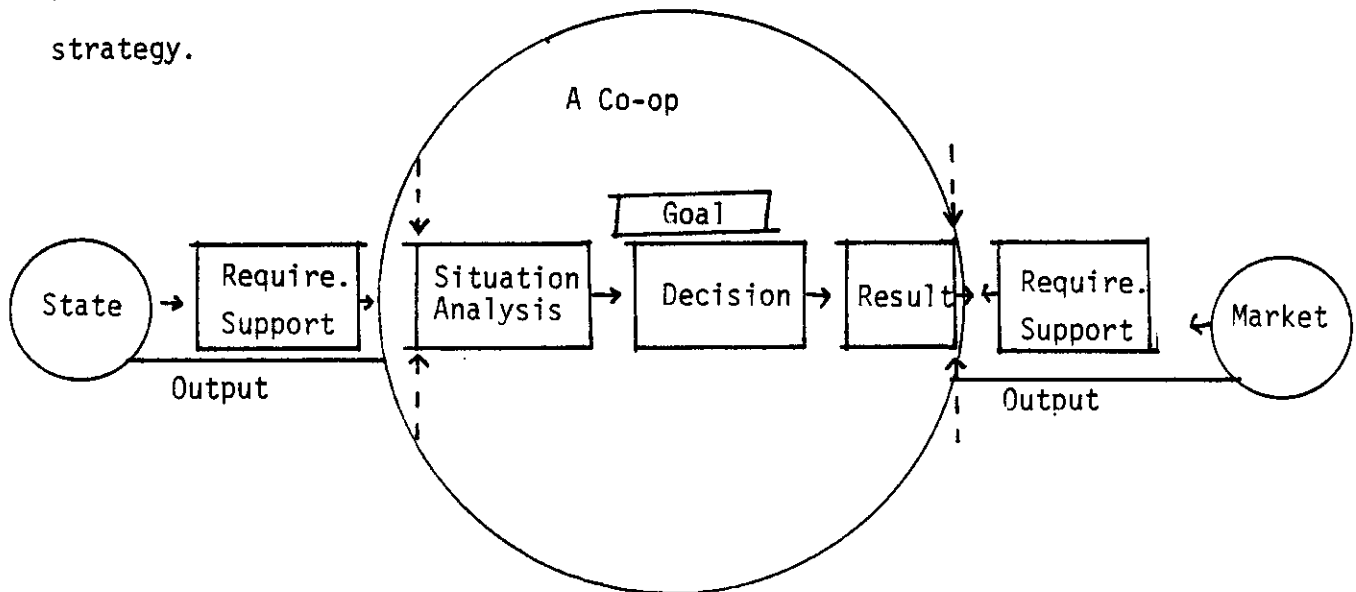 strategy.
A Co-op
Goal
State
Require.
Support
Situation
Analysis
Decision
Result
Require.
Support
Market
Output
Output